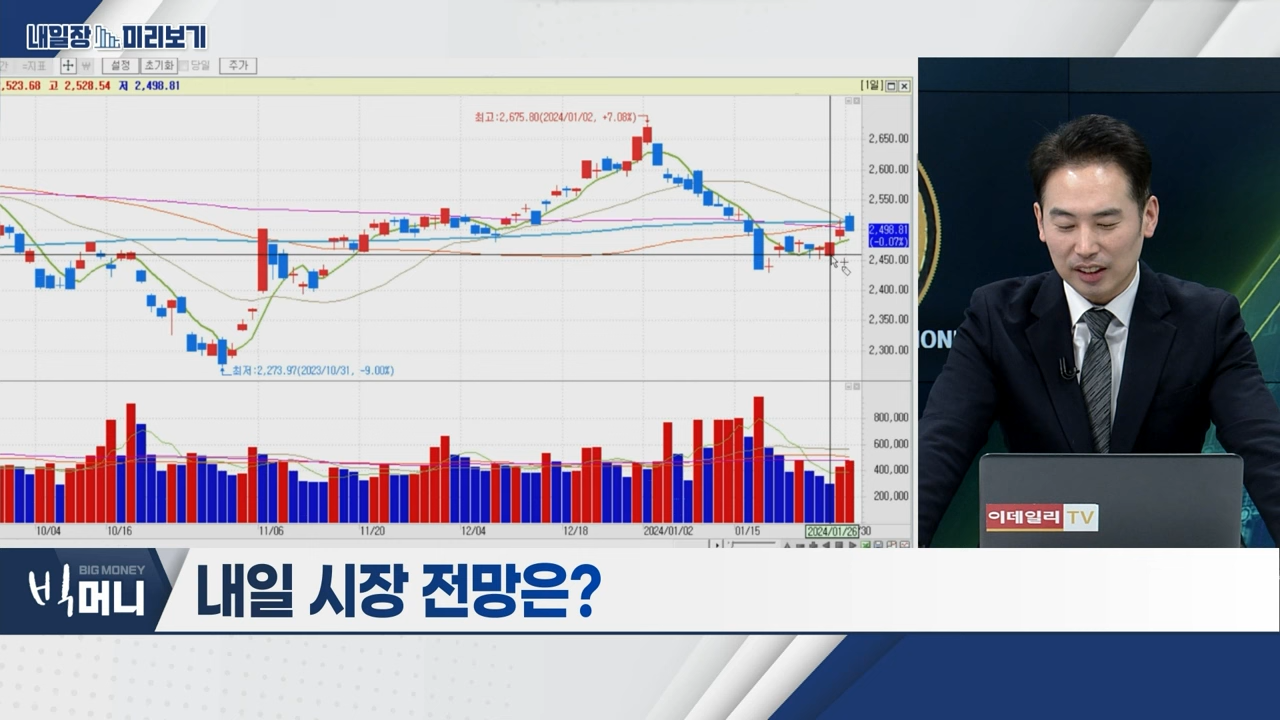 내일장 미리보기
설정 초기화 당일 주가
,523.68 고 2,528.54 저 2,498.81
[1일]
최고:2,675.80(2024/01/02, +7.08%)
2,650.00
2,600.00
2,550.00
2,498.81
(-0.07%)
2,450.00
2,400.00
2,350.00
2,300.00
최저:2,273.97(2023/10/31, -9.00%)
800,000
600,000
400,000
200,000
10/04 10/16 11/06 11/20 12/04 12/18 2024/01/02 01/15 2024/01/26 30
이데일리 TV
BIG MONEY
빅머니
내일 시장 전망은?